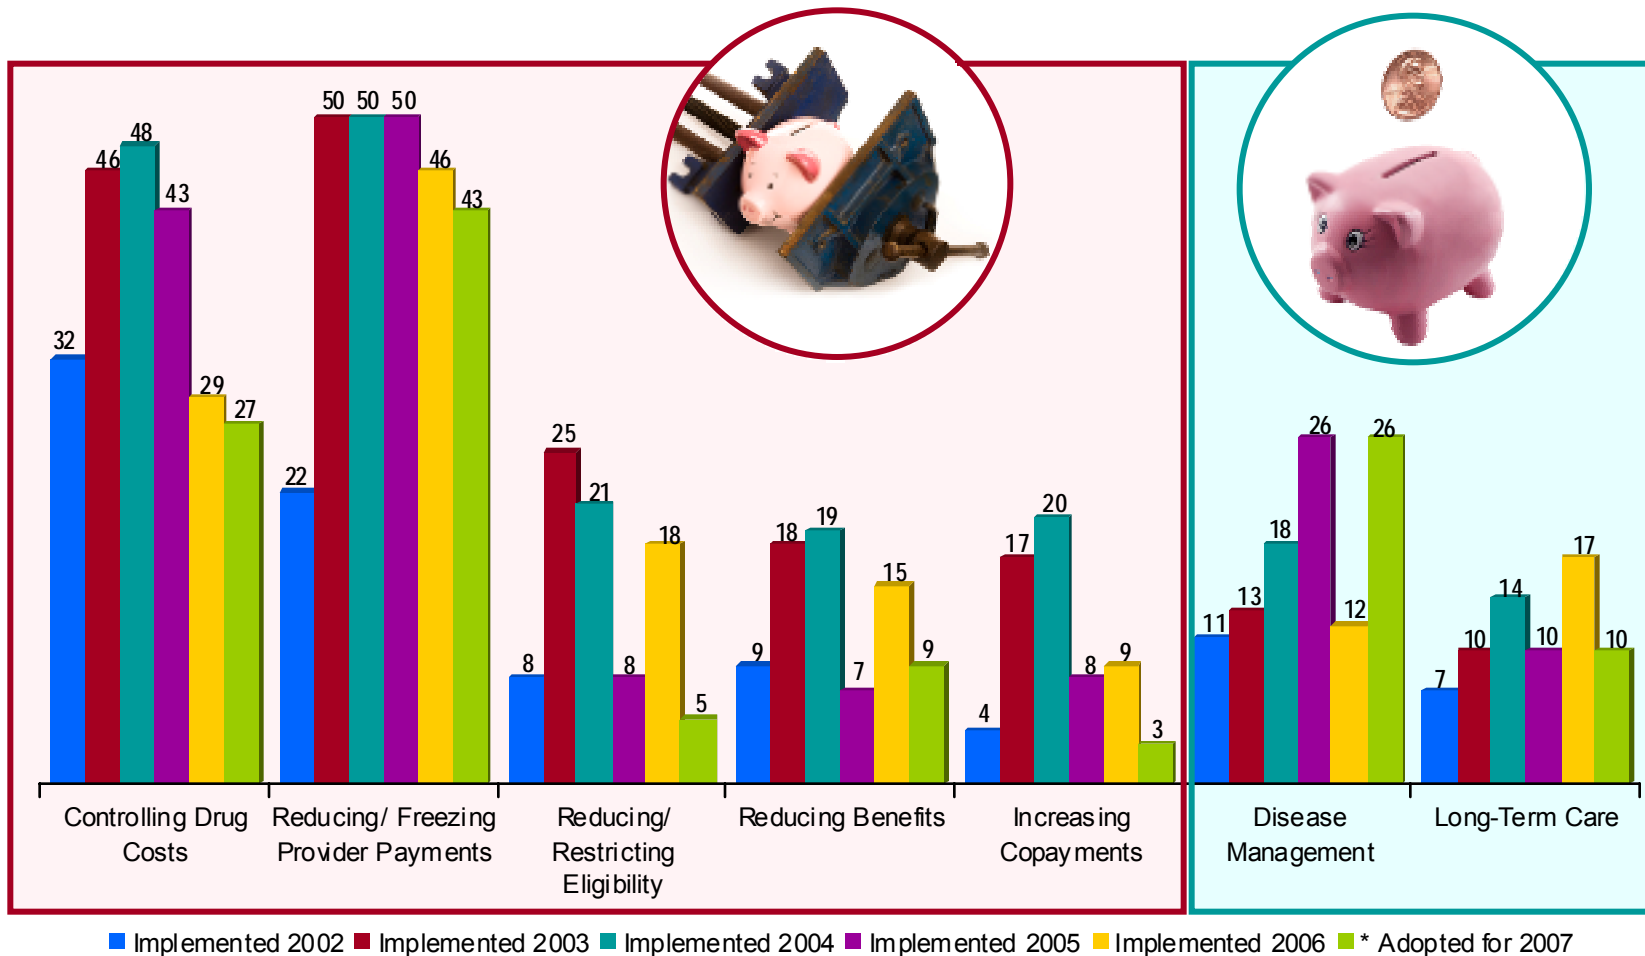 32 46 48 43 29 27
22 50 50 50 46 43
8 25 21 8 18 5
9 18 19 7 15 9
4 17 20 8 9 3
11 13 18 26 12 26
7 10 14 10 17 10
Controlling Drug
Costs
Reducing/ Freezing
Provider Payments
Reducing/
Restricting
Eligibility
Reducing Benefits
Increasing
Copayments
Disease
Management
Long-Term Care
Implemented 2002 Implemented 2003 Implemented 2004 Implemented 2005 Implemented 2006 * Adopted for 2007